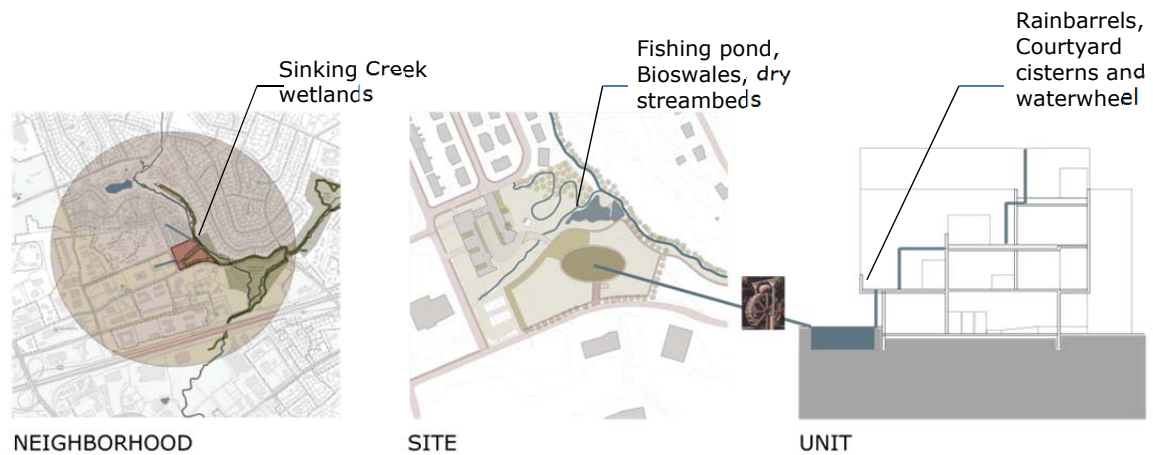 Sinking Creek
wetlands
Fishing pond,
Bioswales, dry
streambeds
Rainbarrels,
Courtyard
cisterns and
waterwheel
NEIGHBORHOOD
SITE
UNIT